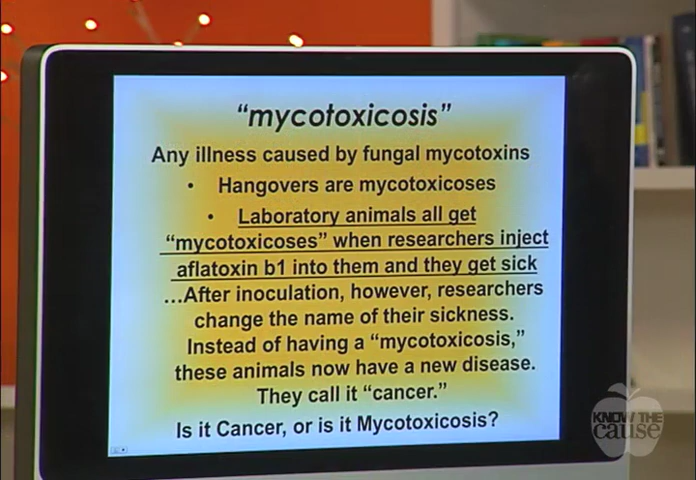 “mycotoxicosis”
Any illness caused by fungal mycotoxins
• Hangovers are mycotoxicoses
• Laboratory animals all get
“mycotoxicoses” when researchers inject
aflatoxin b1 into them and they get sick
...After inoculation, however, researchers
change the name of their sickness.
Instead of having a “mycotoxicosis,”
these animals now have a new disease.
They call it “cancer.”
Is it Cancer, or is it Mycotoxicosis?
KNOW THE
cause